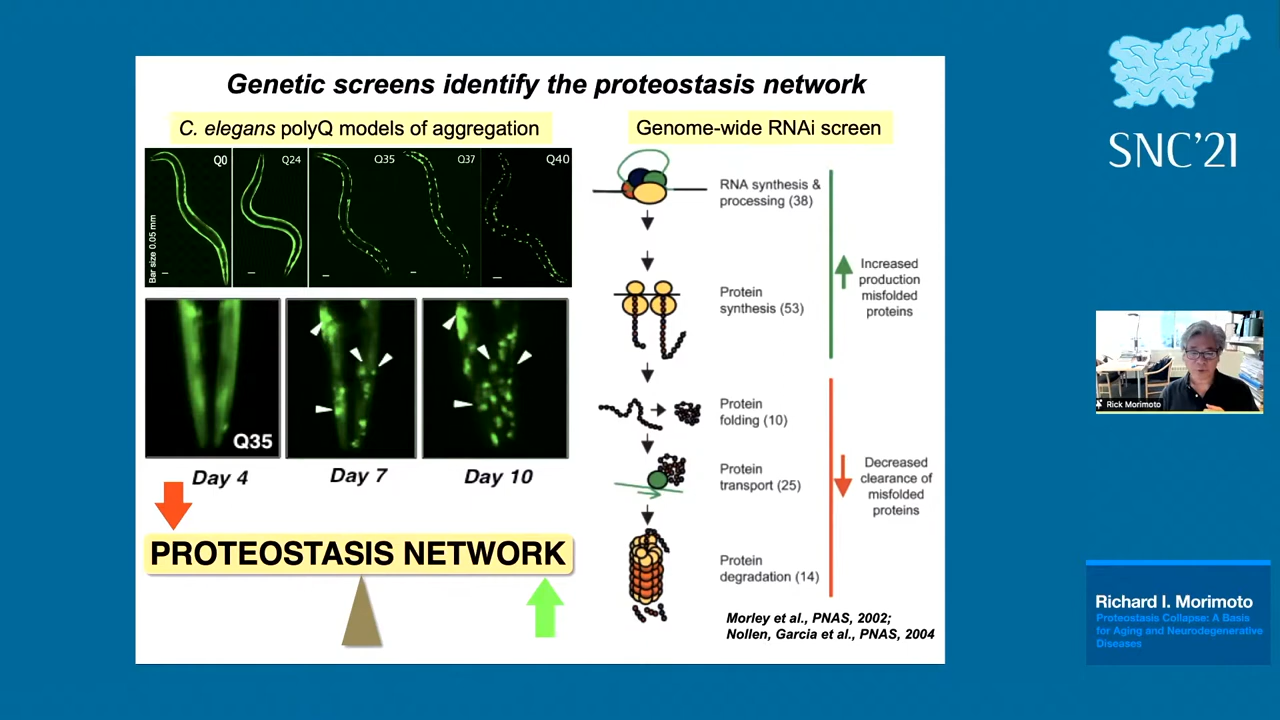 Genetic screens identify the proteostasis network
C. elegans polyQ models of aggregation
Q0
Q24
Q35
Q37
Q40
Bar size 0.05 mm
Q35
Day 4
Day 7
Day 10
PROTEOSTASIS NETWORK
Genome-wide RNAi screen
RNA synthesis &
processing (38)
Protein
synthesis (53)
Protein
folding (10)
Protein
transport (25)
Protein
degradation (14)
Increased
production
misfolded
proteins
Decreased
clearance of
misfolded
proteins
Morley et al., PNAS, 2002;
Nollen, Garcia et al., PNAS, 2004
SNC'21
Rick Morimoto
Richard I. Morimoto
Proteostasis Collapse: A Basis
for Aging and Neurodegenerative
Diseases